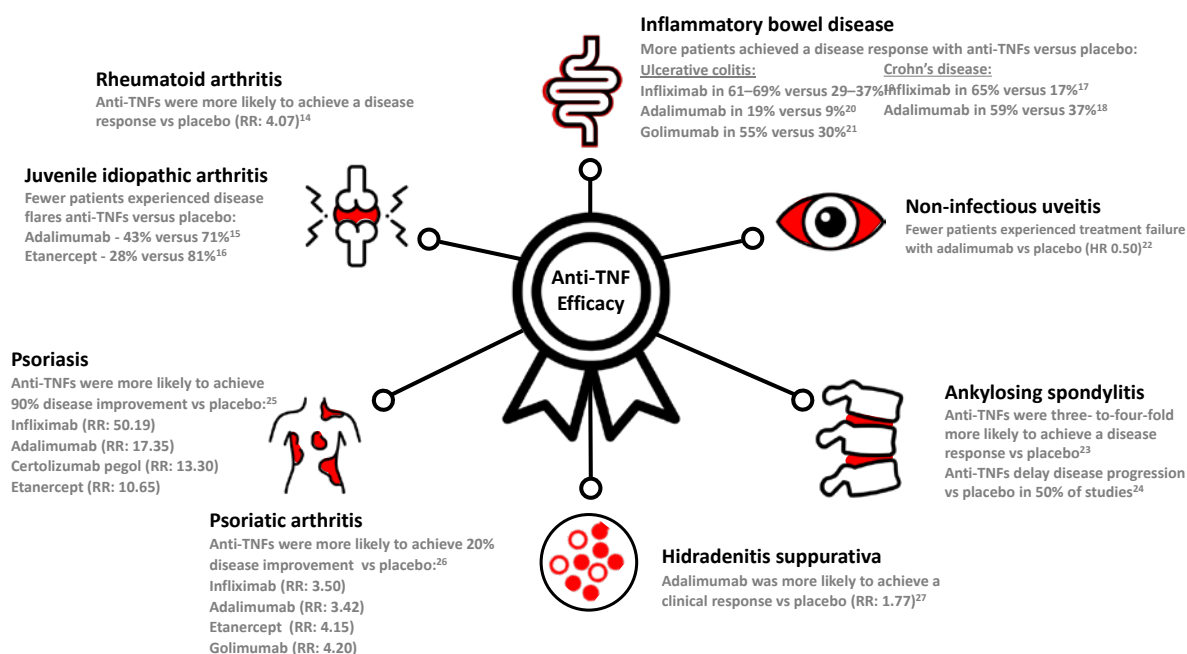 Inflammatory bowel disease
More patients achieved a disease response with anti-TNFs versus placebo:
Ulcerative colitis:
Infliximab in 61–69% versus 29–37%
Adalimumab in 19% versus 9%20
Golimumab in 55% versus 30%21
Crohn's disease:
Infliximab in 65% versus 17%17
Adalimumab in 59% versus 37%18
Rheumatoid arthritis
Anti-TNFs were more likely to achieve a disease
response vs placebo (RR: 4.07)14
Juvenile idiopathic arthritis
Fewer patients experienced disease
flares anti-TNFs versus placebo:
Adalimumab - 43% versus 71%15
Etanercept - 28% versus 81%16
Non-infectious uveitis
Fewer patients experienced treatment failure
with adalimumab vs placebo (HR 0.50)22
Anti-TNF
Efficacy
Psoriasis
Anti-TNFs were more likely to achieve
90% disease improvement vs placebo:25
Infliximab (RR: 50.19)
Adalimumab (RR: 17.35)
Certolizumab pegol (RR: 13.30)
Etanercept (RR: 10.65)
Ankylosing spondylitis
Anti-TNFs were three- to-four-fold
more likely to achieve a disease
response vs placebo23
Anti-TNFs delay disease progression
vs placebo in 50% of studies24
Psoriatic arthritis
Anti-TNFs were more likely to achieve 20%
disease improvement vs placebo:26
Infliximab (RR: 3.50)
Adalimumab (RR: 3.42)
Etanercept (RR: 4.15)
Golimumab (RR: 4.20)
Hidradenitis suppurativa
Adalimumab was more likely to achieve a
clinical response vs placebo (RR: 1.77)27